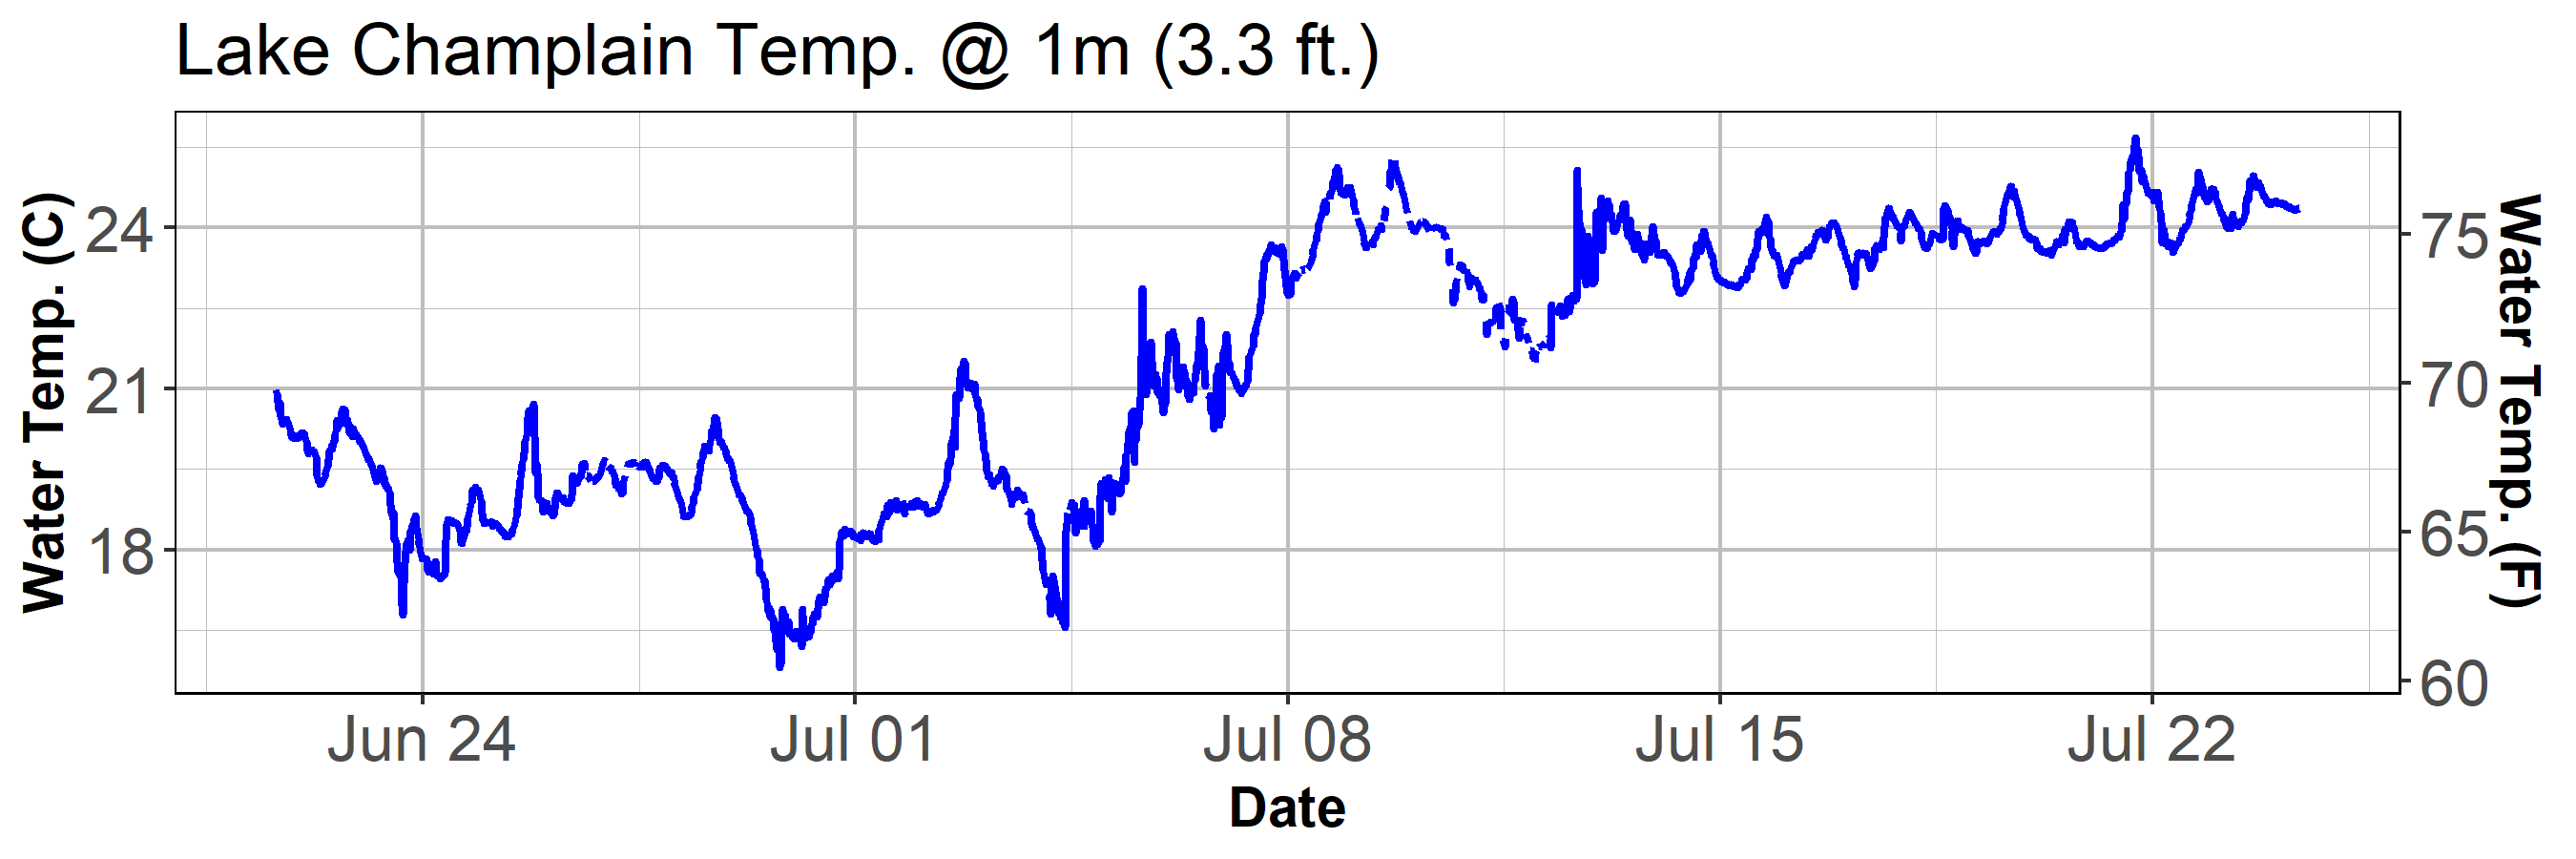 Lake Champlain Temp. @ 1m (3.3 ft.)
Water Temp. (C)
24
21
18
75
70
65
60
Water Temp. (F)
Jun 24
Jul 01
Jul 08
Jul 15
Jul 22
Date